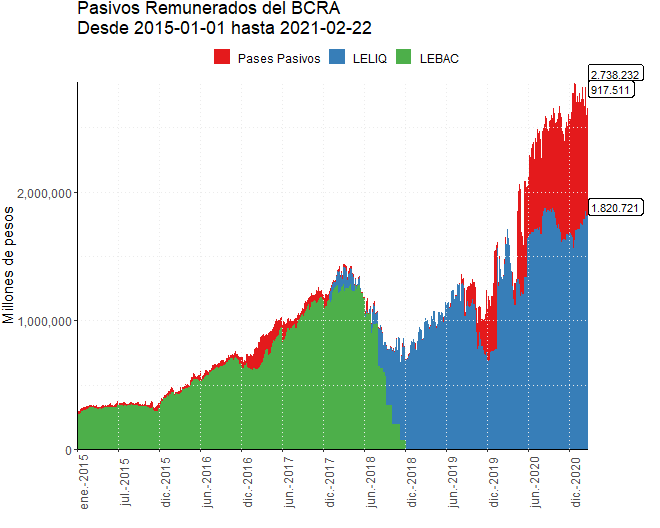 Pasivos Remunerados del BCRA
Desde 2015-01-01 hasta 2021-02-22
Pases Pasivos LELIQ LEBAC
2.738.232
917.511
1.820.721
Millones de pesos
2,000,000
1,000,000
0
ene.-2015
jul.-2015
dic.-2015
jun.-2016
dic.-2016
jun.-2017
dic.-2017
jun.-2018
dic.-2018
jun.-2019
dic.-2019
jun.-2020
dic.-2020